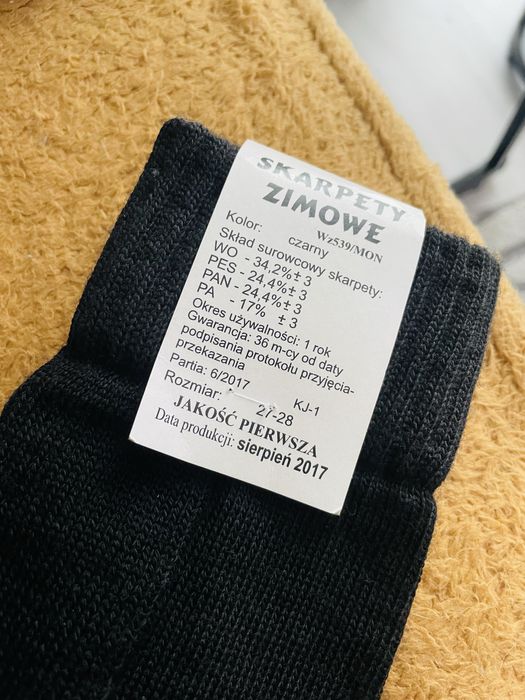 SKARPETY
ZIMOWE
Wz539/MON
Kolor: czarny
Skład surowcowy skarpety:
WO - 34,2%± 3
PES - 24,4%± 3
PAN - 24,4%± 3
PA - 17% ± 3
Okres używalności: 1 rok
Gwarancja: 36 m-cy od daty
podpisania protokołu przyjęcia-
przekazania
Partia: 6/2017 KJ-1
Rozmiar: 27-28
JAKOŚĆ PIERWSZA
Data produkcji: sierpień 2017